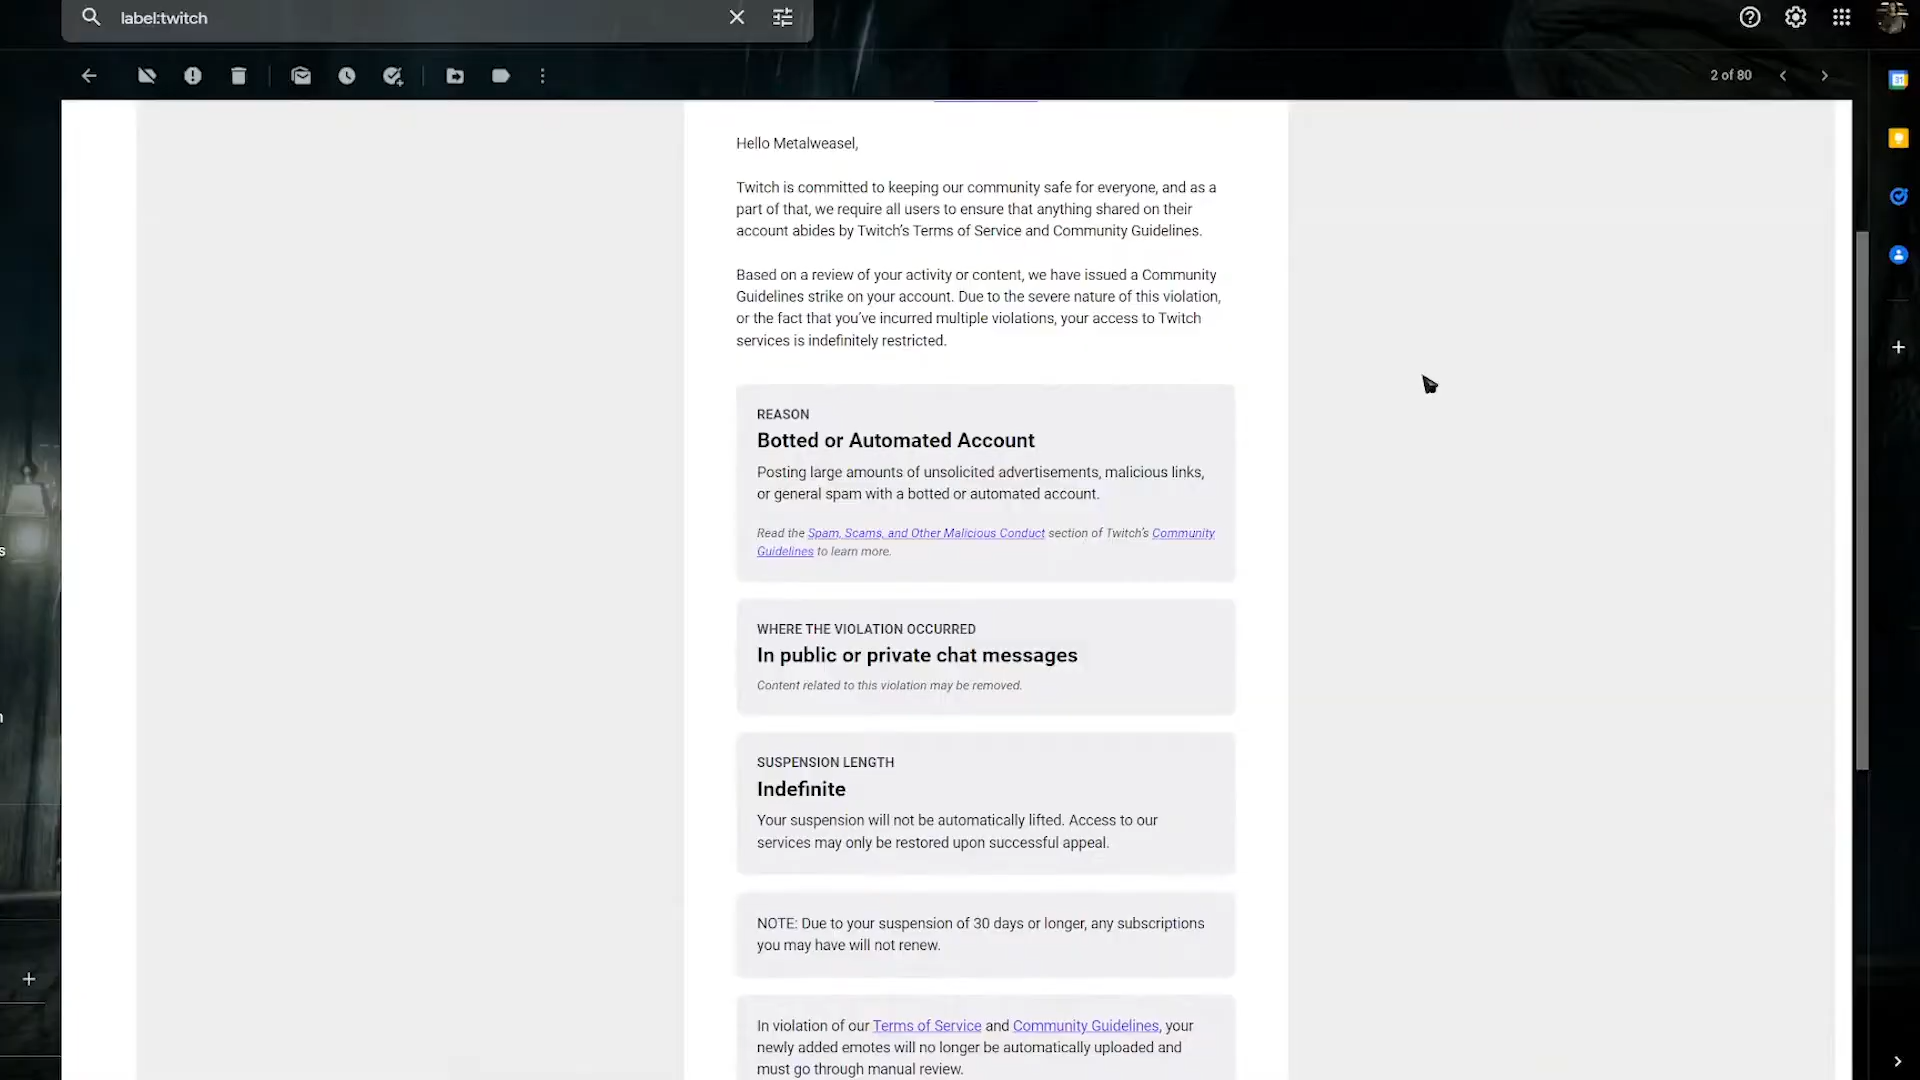 label:twitch
2 of 80
Hello Metalweasel,
Twitch is committed to keeping our community safe for everyone, and as a
part of that, we require all users to ensure that anything shared on their
account abides by Twitch's Terms of Service and Community Guidelines.
Based on a review of your activity or content, we have issued a Community
Guidelines strike on your account. Due to the severe nature of this violation,
or the fact that you've incurred multiple violations, your access to Twitch
services is indefinitely restricted.
REASON
Botted or Automated Account
Posting large amounts of unsolicited advertisements, malicious links,
or general spam with a botted or automated account.
Read the Spam, Scams, and Other Malicious Conduct section of Twitch's Community
Guidelines to learn more.
WHERE THE VIOLATION OCCURRED
In public or private chat messages
Content related to this violation may be removed.
SUSPENSION LENGTH
Indefinite
Your suspension will not be automatically lifted. Access to our
services may only be restored upon successful appeal.
NOTE: Due to your suspension of 30 days or longer, any subscriptions
you may have will not renew.
In violation of our Terms of Service and Community Guidelines, your
newly added emotes will no longer be automatically uploaded and
must go through manual review.
31